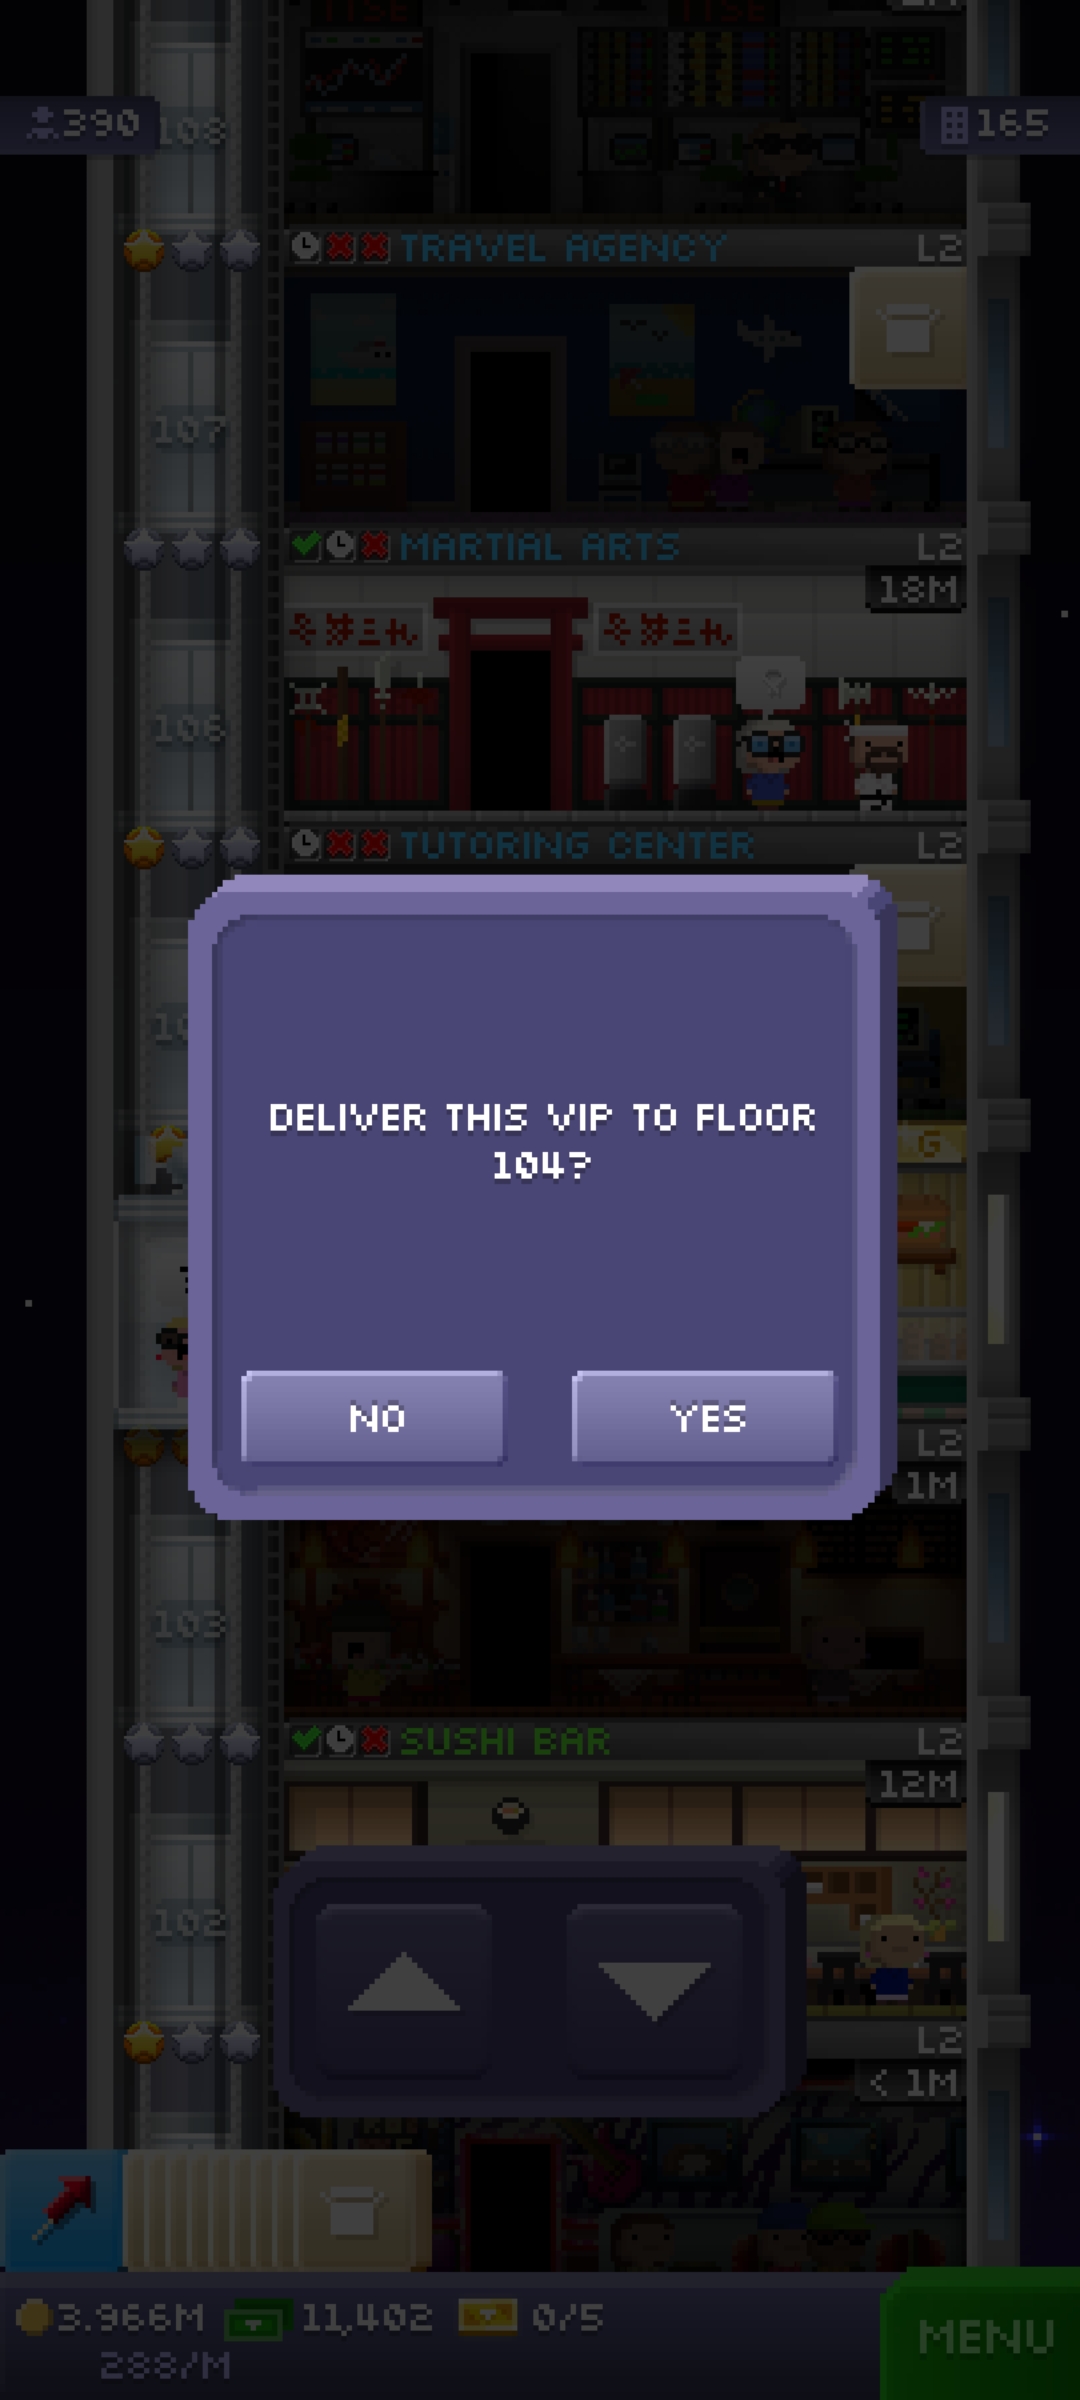 390
108
165
TRAVEL AGENCY L2
107
MARTIAL ARTS L2
18M
106
TUTORING CENTER L2
DELIVER THIS VIP TO FLOOR
104?
NO
YES
L2
1M
103
SUSHI BAR L2
12M
102
L2
< 1M
3.966M 11,402 0/5
288/M
MENU